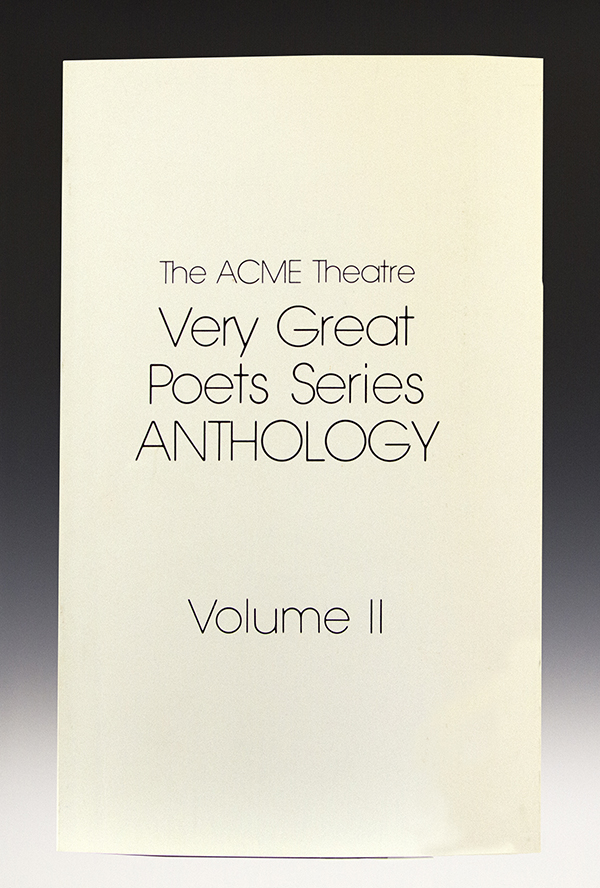 The ACME Theatre
Very Great
Poets Series
ANTHOLOGY
Volume II